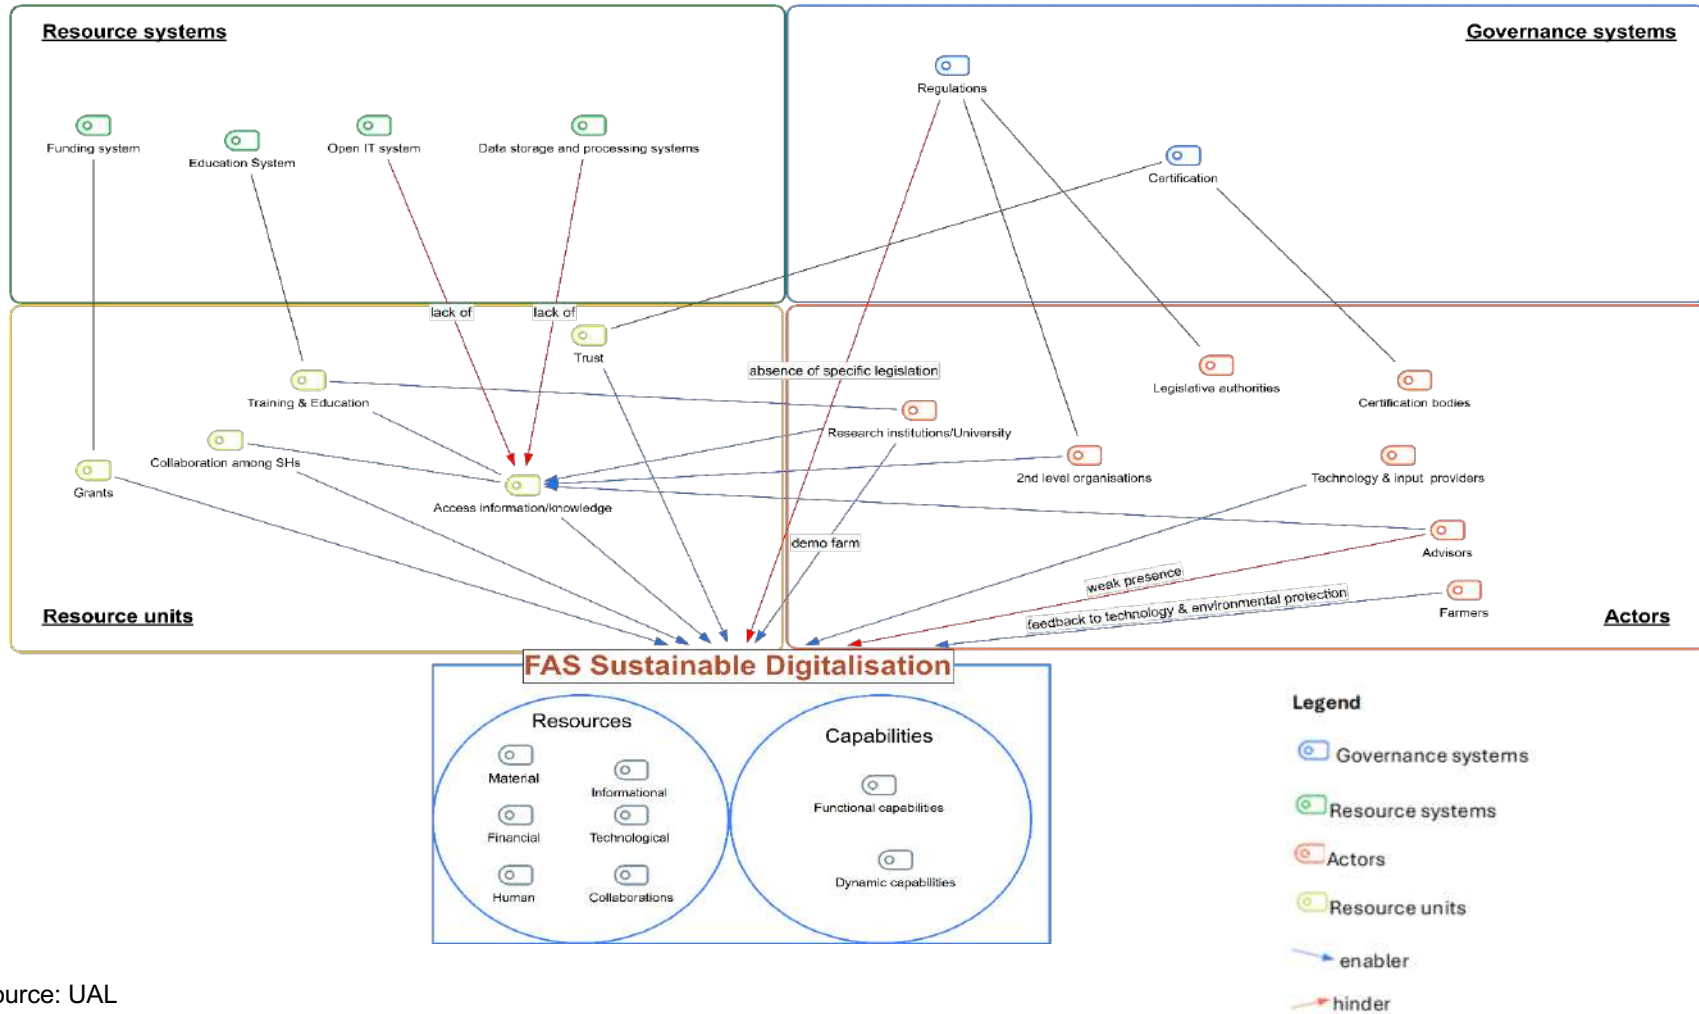 Resource systems
Governance systems
Regulations
Funding system
Education System
Open IT system
Data storage and processing systems
Certification
lack of
lack of
Trust
absence of specific legislation
Training & Education
Legislative authorities
Certification bodies
Research institutions/University
Collaboration among SHs
Grants
Access information/knowledge
2nd level organisations
Technology & input providers
demo farm
Advisors
weak presence
feedback to technology & environmental protection
Farmers
Resource units
Actors
FAS Sustainable Digitalisation
Resources
Capabilities
Material
Informational
Functional capabilities
Financial
Technological
Human
Collaborations
Dynamic capabilities
Legend
Governance systems
Resource systems
Actors
Resource units
enabler
hinder
ource: UAL